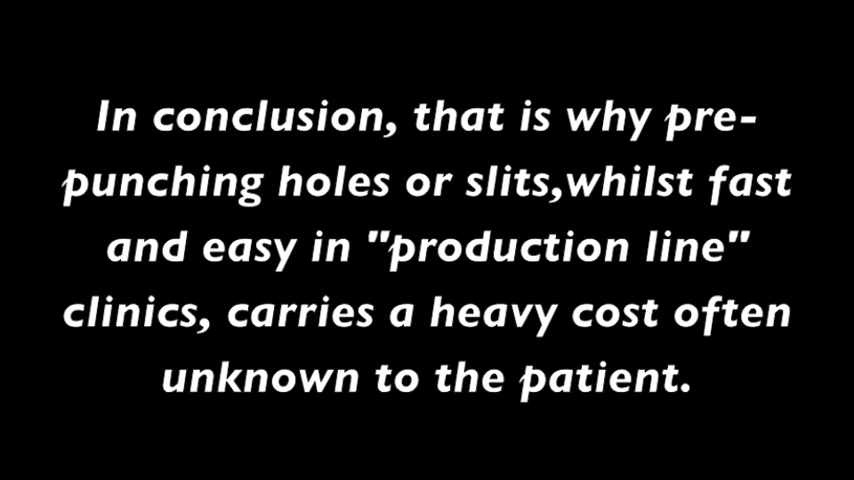 In conclusion, that is why pre-
punching holes or slits,whilst fast
and easy in "production line"
clinics, carries a heavy cost often
unknown to the patient.